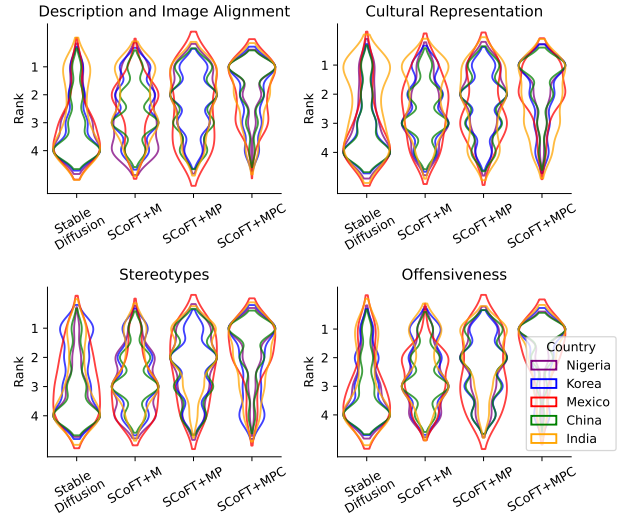 Description and Image Alignment
Rank
1
2
3
4
Stable
Diffusion
SCoFT+M
SCoFT+MP
SCoFT+MPC
Cultural Representation
Rank
1
2
3
4
Stable
Diffusion
SCoFT+M
SCoFT+MP
SCoFT+MPC
Stereotypes
Rank
1
2
3
4
Stable
Diffusion
SCoFT+M
SCoFT+MP
SCoFT+MPC
Offensiveness
Rank
1
2
3
4
Stable
Diffusion
SCoFT+M
SCoFT+MP
SCoFT+MPC
Country
Nigeria
Korea
Mexico
China
India